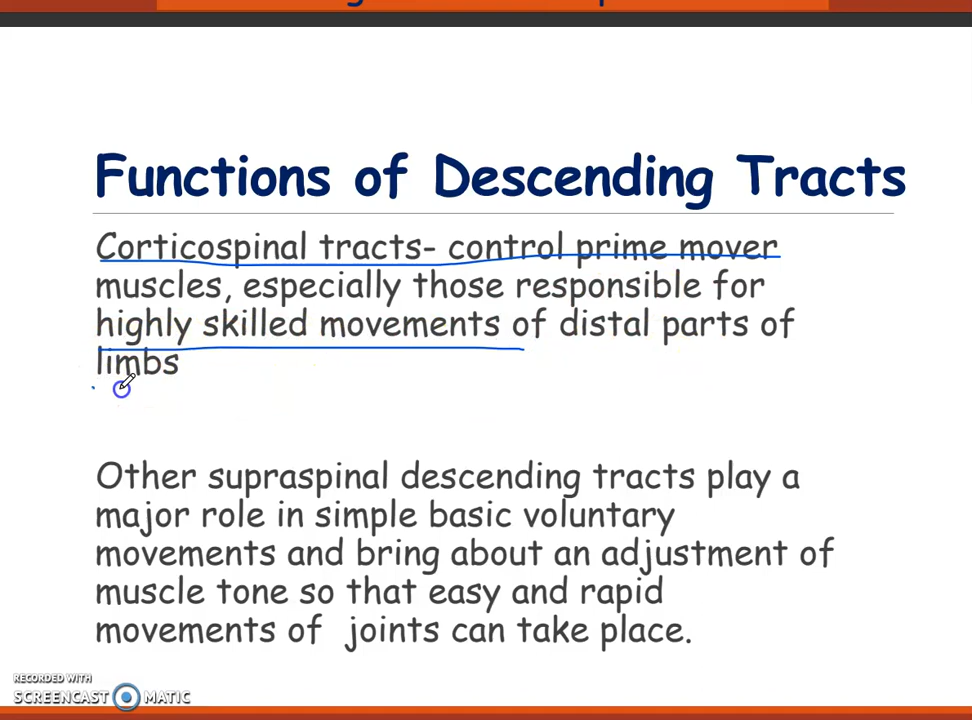 Functions of Descending Tracts
Corticospinal tracts- control prime mover
muscles, especially those responsible for
highly skilled movements of distal parts of
limbs
Other supraspinal descending tracts play a
major role in simple basic voluntary
movements and bring about an adjustment of
muscle tone so that easy and rapid
movements of joints can take place.
RECORDED WITH
SCREENCAST MATIC